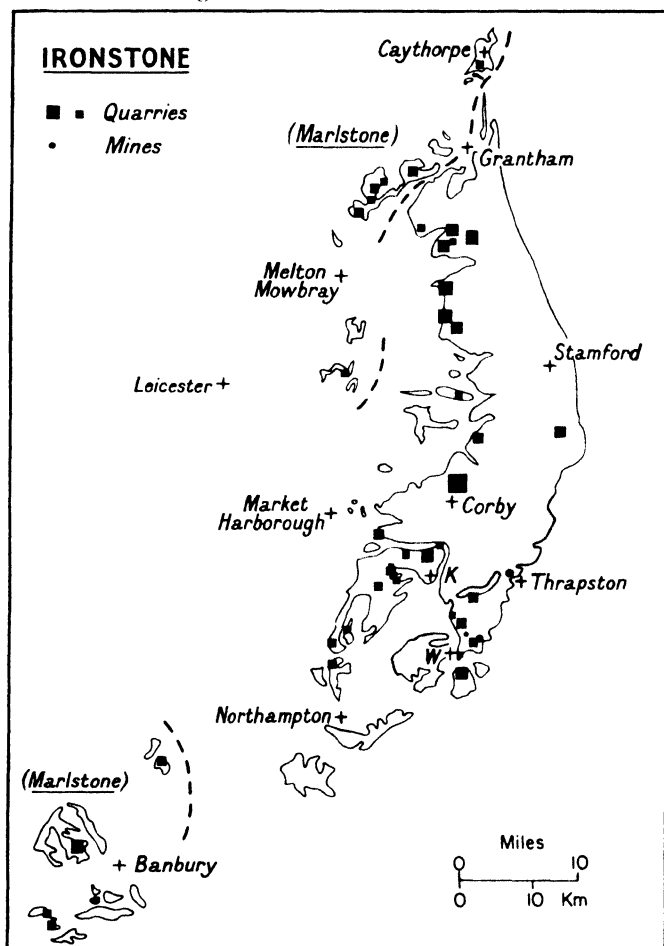 IRONSTONE
Quarries
Mines
Caythorpe
(Marlstone)
Grantham
Melton
Mowbray
Stamford
Leicester
Market
Harborough
Corby
K
Thrapston
W
Northampton
(Marlstone)
Banbury
Miles
0 10
0 10 Km